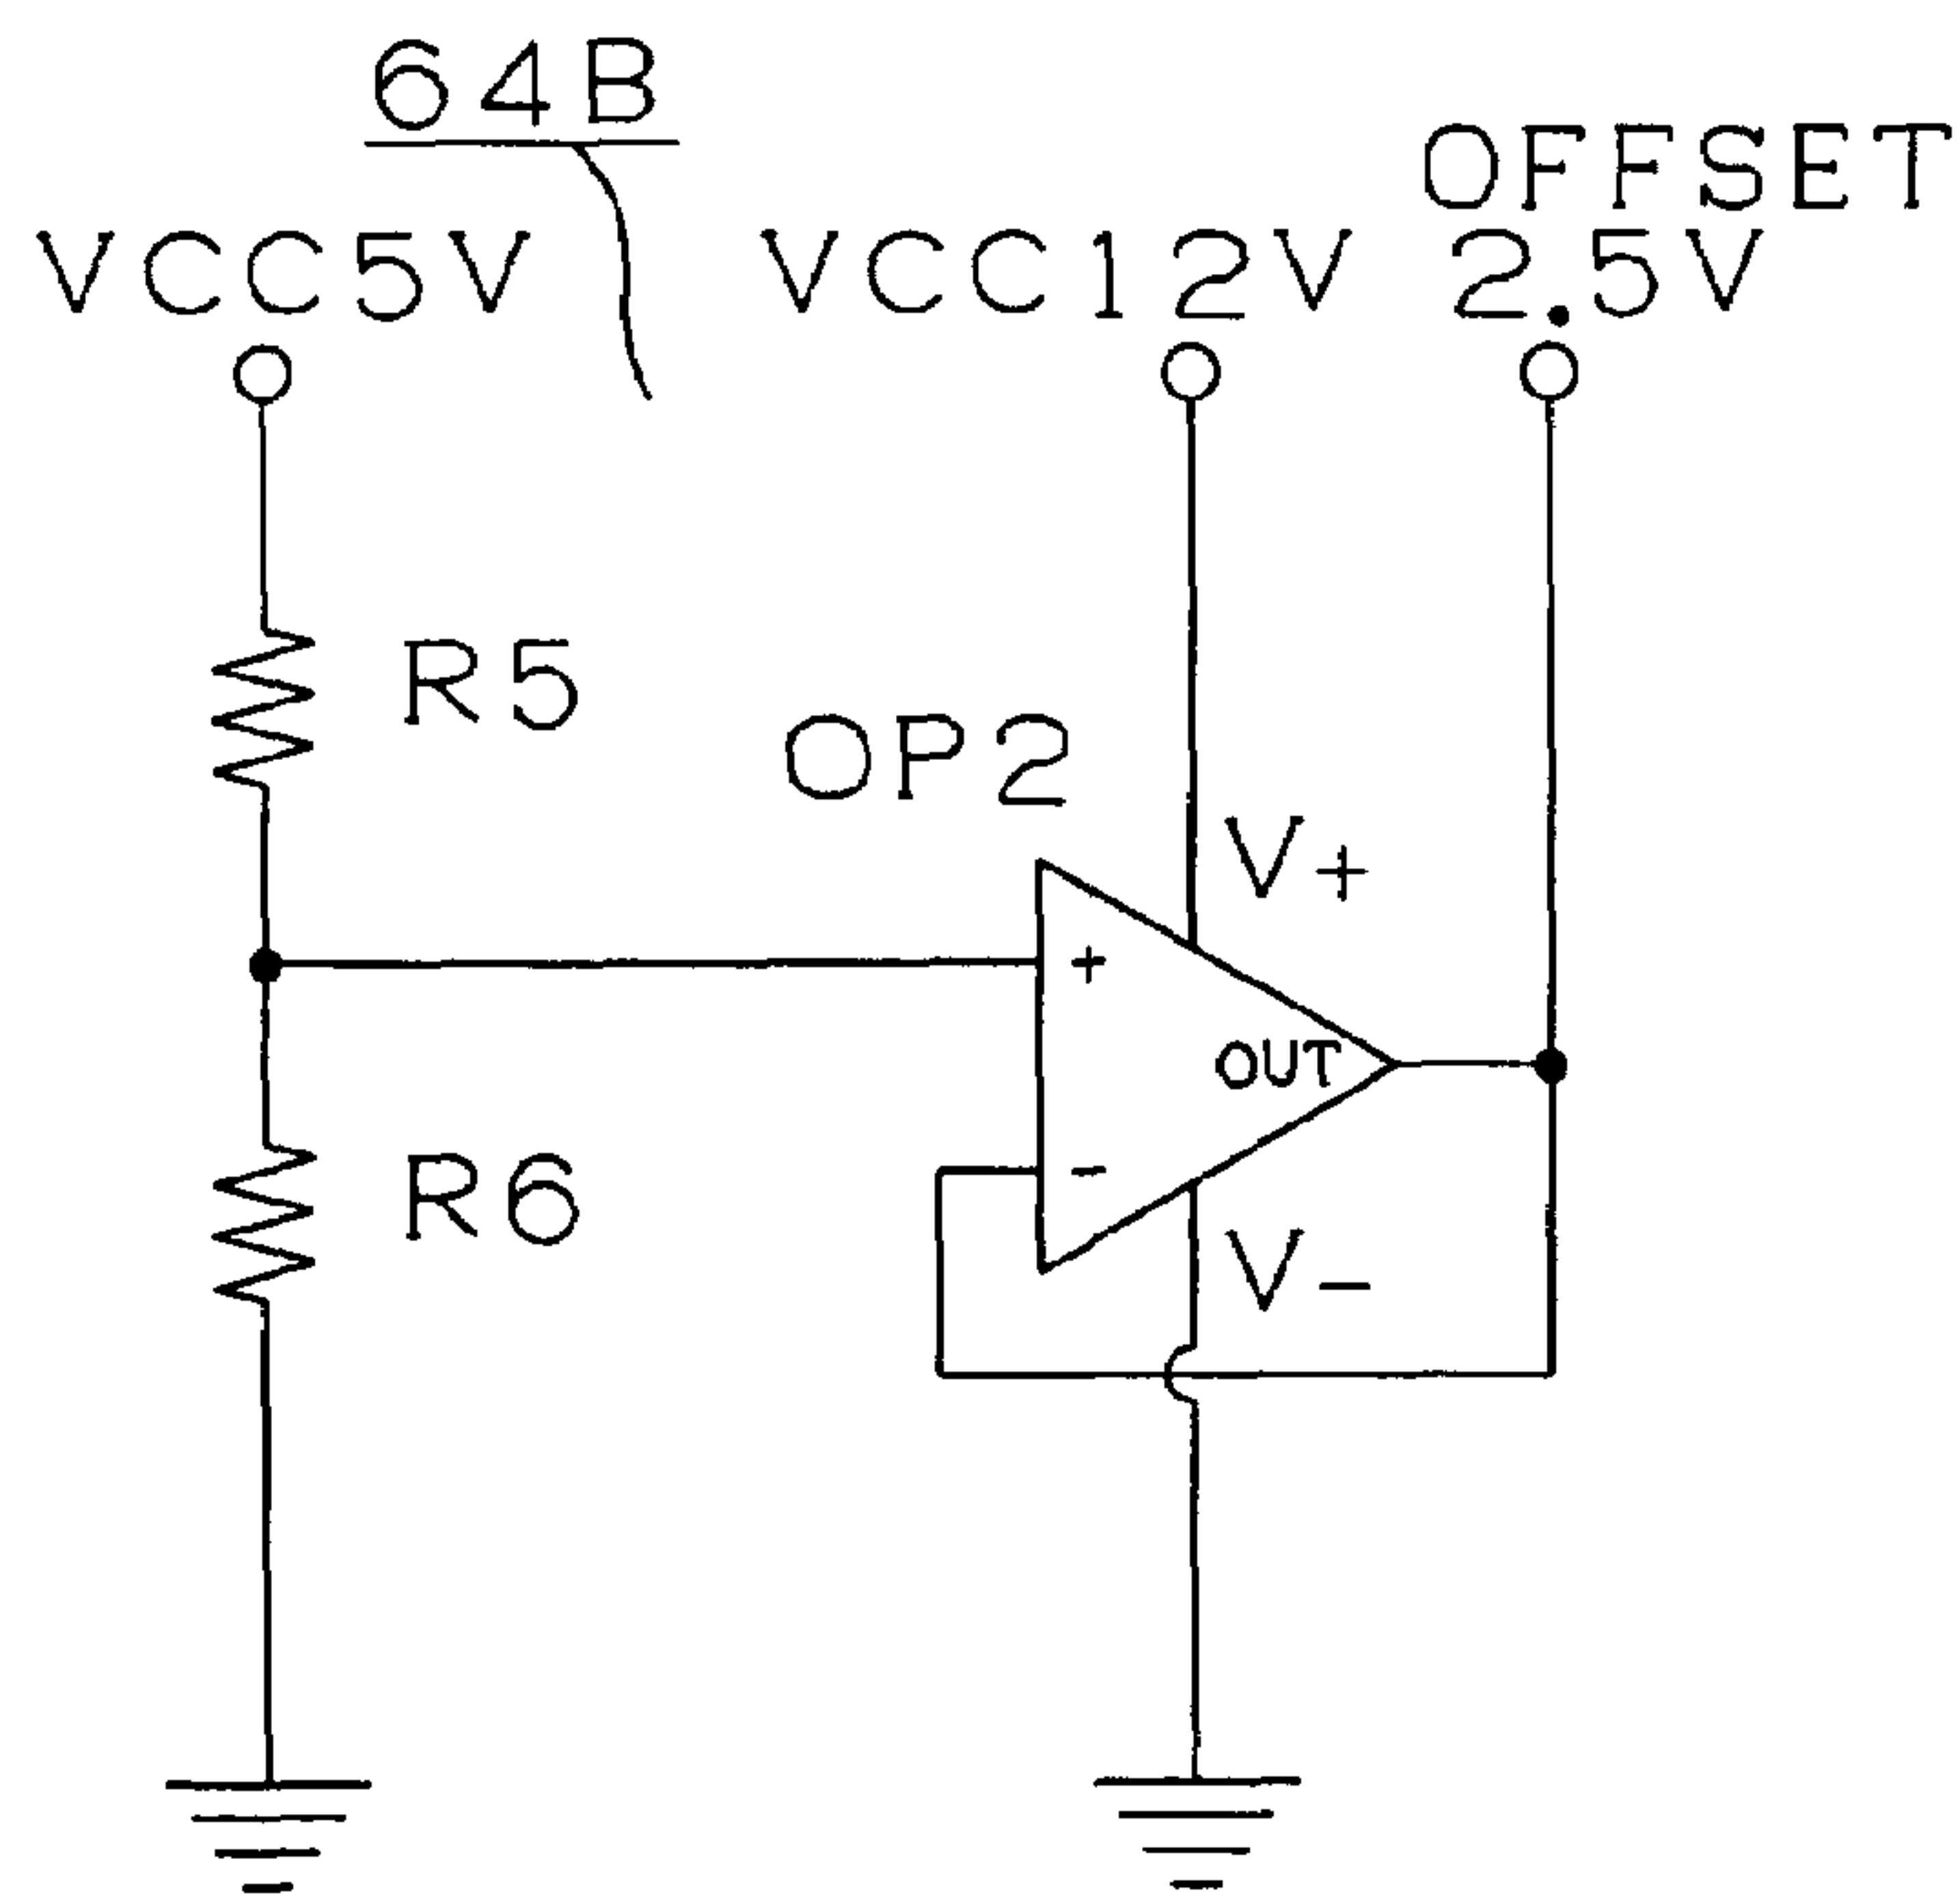 64B
OFFSET
VCC5V
VCC12V
2.5V
R5
OP2
V+
+
OUT
-
R6
V-